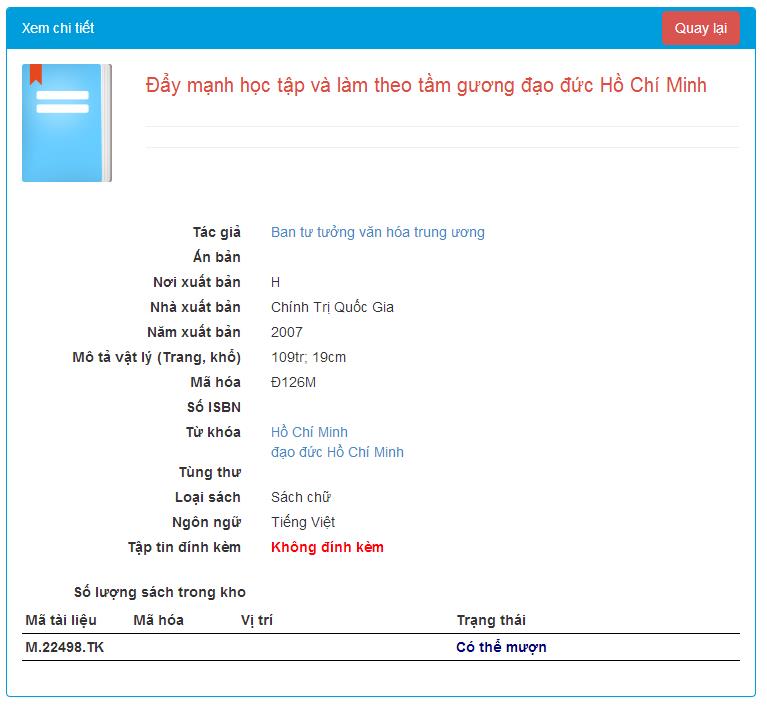 Xem chi tiết
Quay lại
Đẩy mạnh học tập và làm theo tầm gương đạo đức Hồ Chí Minh
Tác giả Ban tư tưởng văn hóa trung ương
Ấn bản
Nơi xuất bản H
Nhà xuất bản Chính Trị Quốc Gia
Năm xuất bản 2007
Mô tả vật lý (Trang, khổ) 109tr; 19cm
Mã hóa Đ126M
Số ISBN
Từ khóa Hồ Chí Minh
đạo đức Hồ Chí Minh
Tùng thư
Loại sách Sách chữ
Ngôn ngữ Tiếng Việt
Tập tin đính kèm Không đính kèm
Số lượng sách trong kho
Mã tài liệu Mã hóa Vị trí Trạng thái
M.22498.TK Có thể mượn